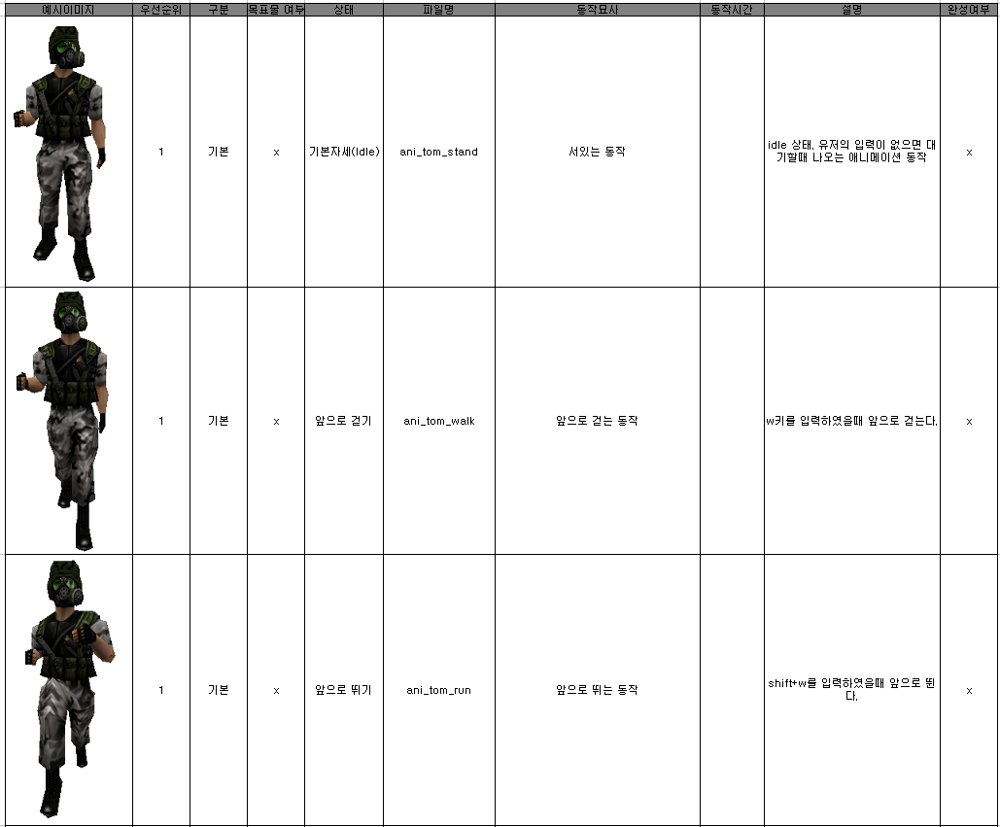 예시이미지 우선순위 구분 목표물 여부 상태 파일명 동작묘사 동작시간 설명 완성여부
1 기본 x 기본자세(Idle) ani_tom_stand 서있는 동작 idle 상태. 유저의 입력이 없으면 대
기할때 나오는 애니메이션 동작 x
1 기본 x 앞으로 걷기 ani_tom_walk 앞으로 걷는 동작 w키를 입력하였을때 앞으로 걷는다. x
1 기본 x 앞으로 뛰기 ani_tom_run 앞으로 뛰는 동작 shift+w를 입력하였을때 앞으로 뛴
다. x